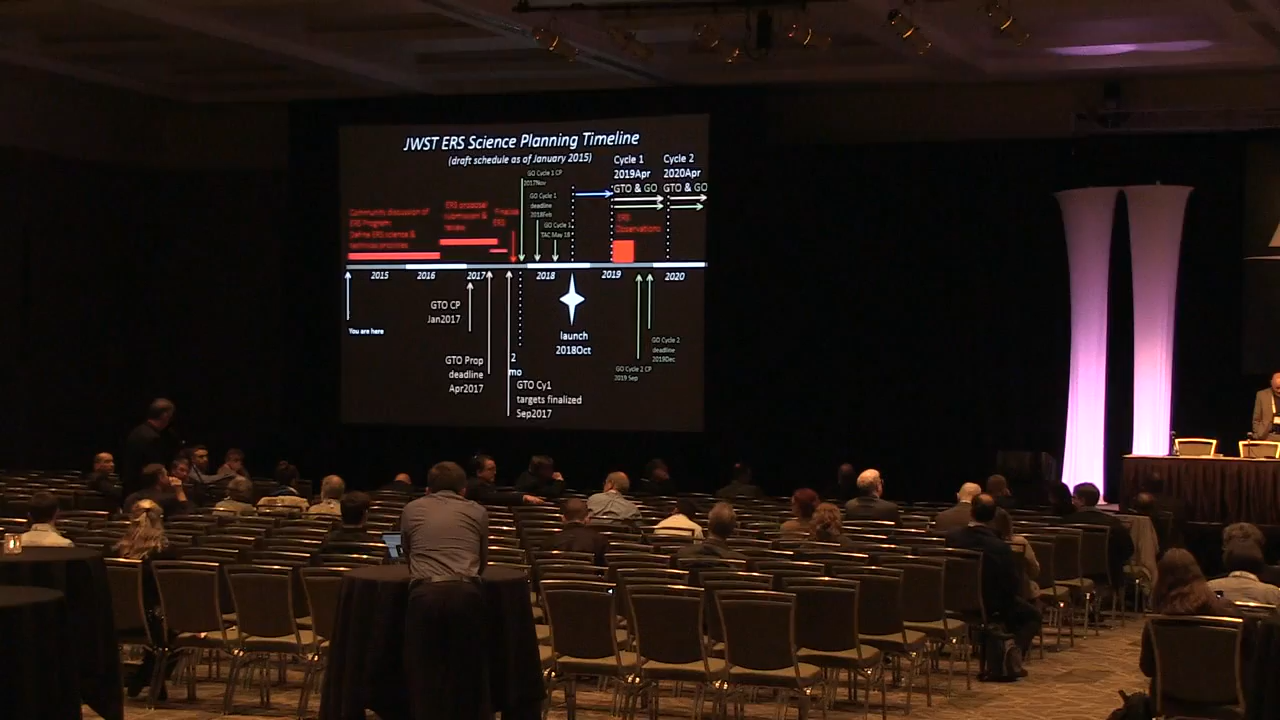 JWST ERS Science Planning Timeline
(draft schedule as of January 2015)
Cycle 1
2019Apr
GTO & GO
Cycle 2
2020Apr
GTO & GO
GO Cycle 1 CP
2017Nov
GO Cycle 1
deadline
2018Feb
GO Cycle 1
TAC May 18
Community discussion of
ERS Program:
Define ERS science &
technical priorities
ERS proposal
submission &
review
ERS
ERS
Observations
2015
2016
2017
2018
2019
2020
You are here
GTO CP
Jan2017
GTO Prop
deadline
Apr2017
2
mo
GTO Cy1
targets finalized
Sep2017
launch
2018Oct
GO Cycle 2
deadline
2019Dec
GO Cycle 2 CP
2019 Sep